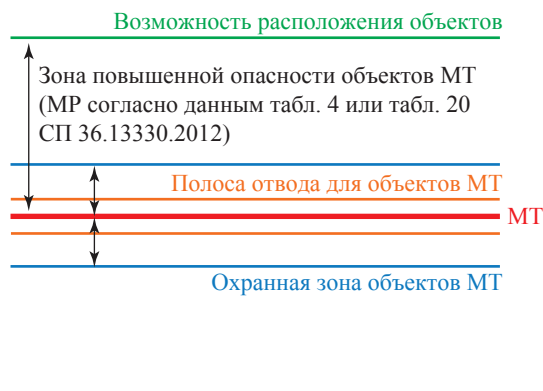 Возможность расположения объектов
Зона повышенной опасности объектов МТ
(МР согласно данным табл. 4 или табл. 20
СП 36.13330.2012)
Полоса отвода для объектов МТ
МТ
Охранная зона объектов МТ